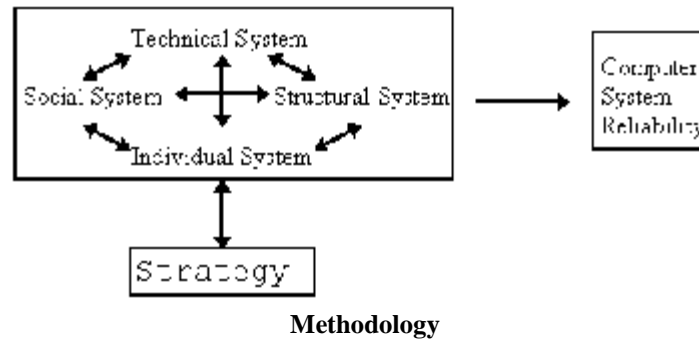 Technical System
Social System Structural System
Individual System
Computer
System
Reliability
Strategy
Methodology